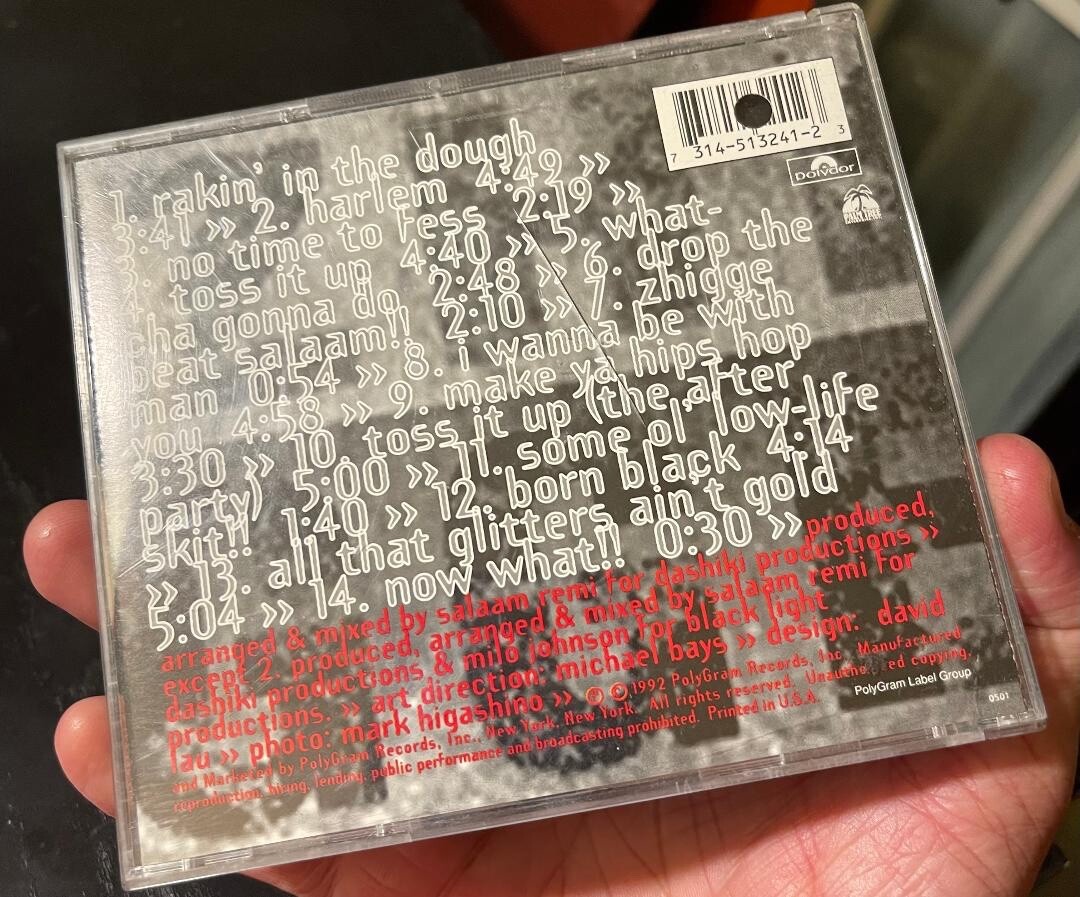 1. rakin' in the dough
3:41 >> 2. harlem 4:49 >>
3. no time to ress 2:19 >>
4. toss it up 4:40 >> 5. what-
cha gonna do 2:48 >> 6. drop the
beat salaam!! 2:10 >> 7. zhigge
man 0:54 >> 8. i wanna be with
you 4:58 >> 9. make ya hips hop
3:30 >> 10. toss it up (the after
party) 5:00 >> 11. some ol' low-life
skit!! 1:40 >> 12. born black 4:14
>> 13. all that glitters ain't gold
5:04 >> 14. now what!! 0:30 >> produced,
arranged & mixed by salaam remi for dashiki productions >>
except 2. produced, arranged & mixed by salaam remi for
dashiki productions & milo johnson for black light
productions. >> art direction: michael bays >> design: david
lau >> photo: mark higashino >> ℗ © 1992 PolyGram Records, Inc. Manufactured
and Marketed by PolyGram Records, Inc., New York, New York. All rights reserved. ed copying,
reproduction, hiring, lending, public performance and broadcasting prohibited. Printed in U.S.A.
PolyGram Label Group
0501
7 314-513241-2 3
polydor
PALM TREE